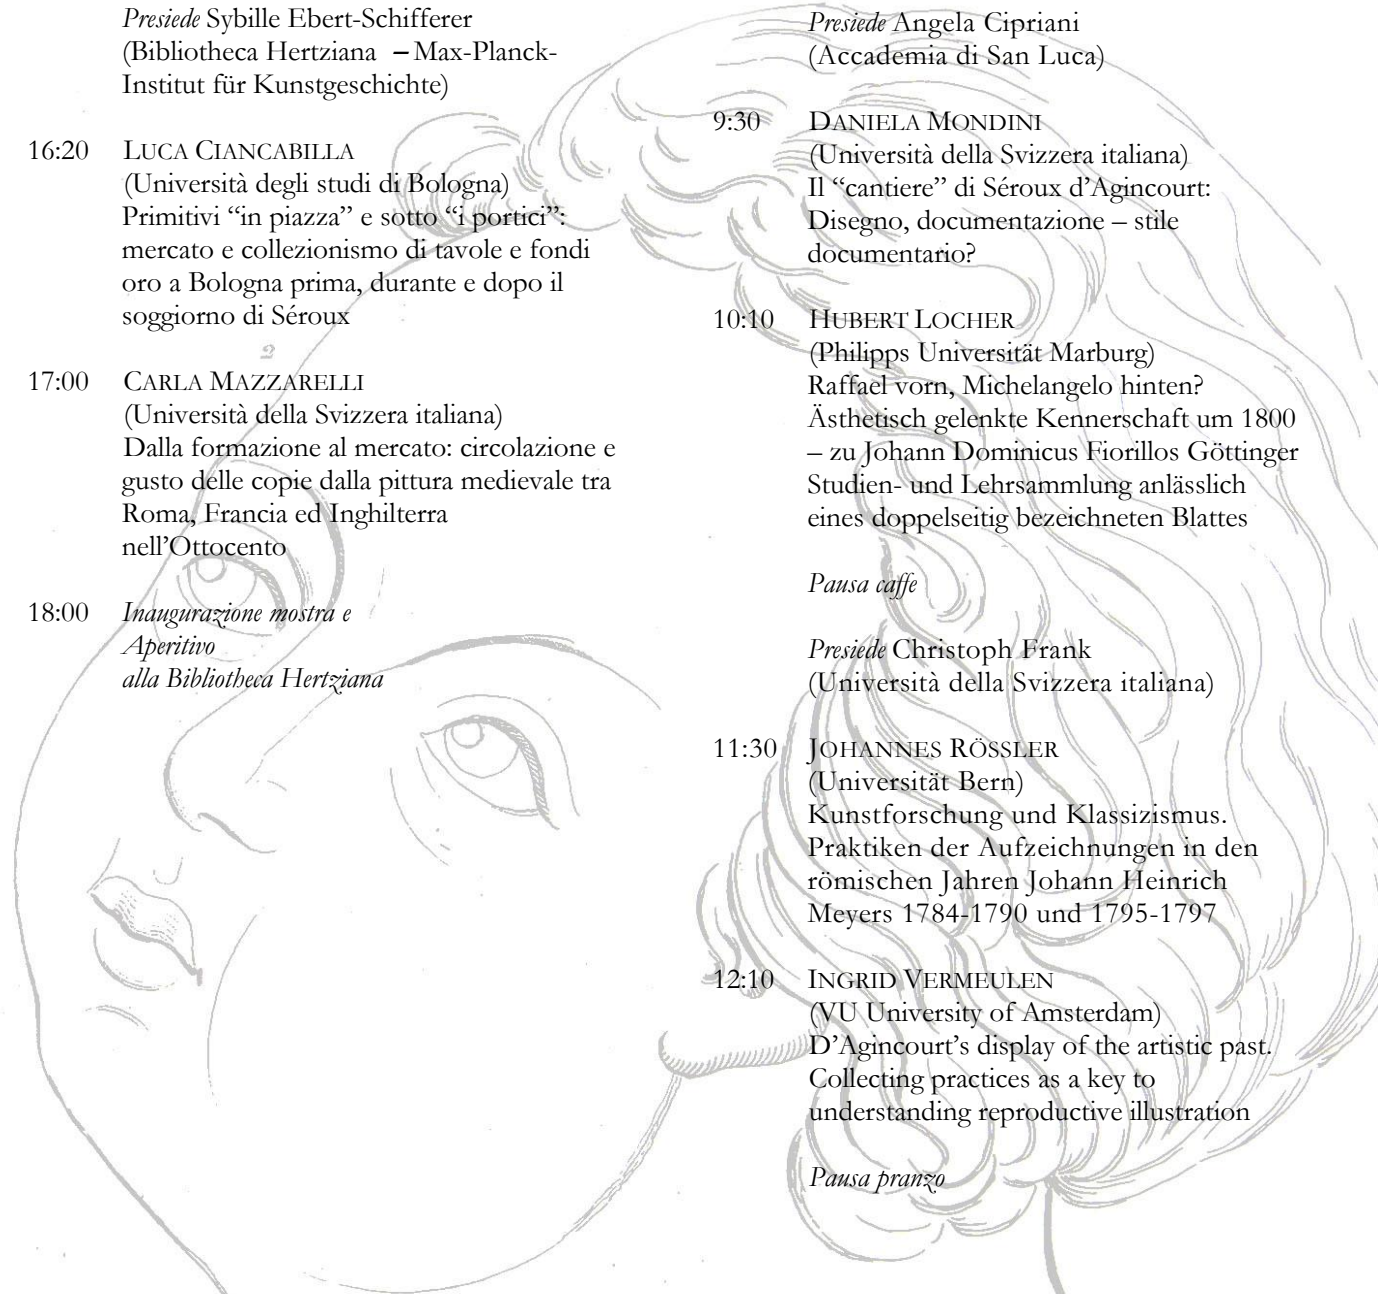 Presiede Sybille Ebert-Schifferer
(Bibliotheca Hertziana – Max-Planck-
Institut für Kunstgeschichte)
16:20 LUCA CIANCABILLA
(Università degli studi di Bologna)
Primitivi “in piazza” e sotto “i portici”:
mercato e collezionismo di tavole e fondi
oro a Bologna prima, durante e dopo il
soggiorno di Séroux
2
17:00 CARLA MAZZARELLI
(Università della Svizzera italiana)
Dalla formazione al mercato: circolazione e
gusto delle copie dalla pittura medievale tra
Roma, Francia ed Inghilterra
nell’Ottocento
18:00 Inaugurazione mostra e
Aperitivo
alla Bibliotheca Hertziana
Presiede Angela Cipriani
(Accademia di San Luca)
9:30 DANIELA MONDINI
(Università della Svizzera italiana)
Il “cantiere” di Séroux d’Agincourt:
Disegno, documentazione – stile
documentario?
10:10 HUBERT LOCHER
(Philipps Universität Marburg)
Raffael vorn, Michelangelo hinten?
Ästhetisch gelenkte Kennerschaft um 1800
– zu Johann Dominicus Fiorillos Göttinger
Studien- und Lehrsammlung anlässlich
eines doppelseitig bezeichneten Blattes
Pausa caffe
Presiede Christoph Frank
(Università della Svizzera italiana)
11:30 JOHANNES RÖSSLER
(Universität Bern)
Kunstforschung und Klassizismus.
Praktiken der Aufzeichnungen in den
römischen Jahren Johann Heinrich
Meyers 1784-1790 und 1795-1797
12:10 INGRID VERMEULEN
(VU University of Amsterdam)
D’Agincourt’s display of the artistic past.
Collecting practices as a key to
understanding reproductive illustration
Pausa pranzo